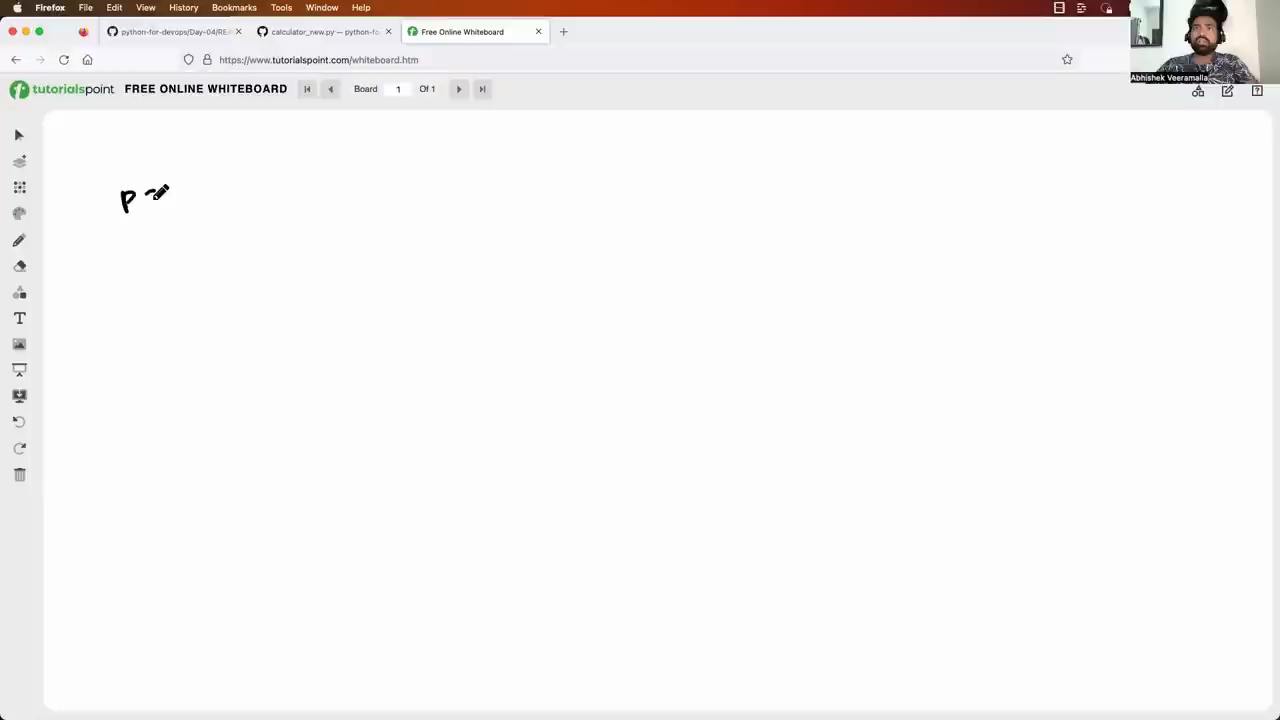 Firefox File Edit View History Bookmarks Tools Window Help
python-for-devops/Day-04/REA calculator_new.py — python-fo Free Online Whiteboard
https://www.tutorialspoint.com/whiteboard.htm
Abhishek Veeramalla
tutorialspoint FREE ONLINE WHITEBOARD Board 1 Of 1
P